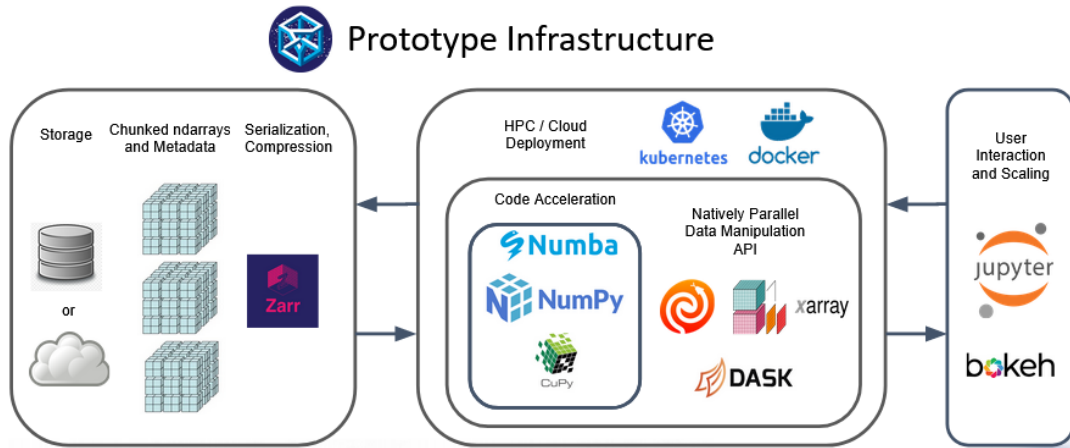 Prototype Infrastructure
Storage
or
Chunked ndarrays
and Metadata
Serialization,
Compression
Zarr
HPC / Cloud
Deployment
kubernetes
docker
Code Acceleration
Numba
NumPy
CuPy
Natively Parallel
Data Manipulation
API
xarray
DASK
User
Interaction
and Scaling
jupyter
bokeh